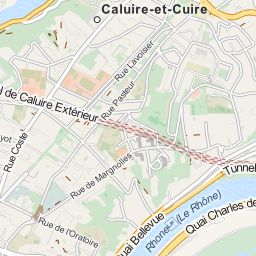 Caluire-et-Cuire
Rue Lavoisier
Rue Pasteur
l de Caluire Extérieur
Rue Coste
Rue de Margnolles
Tunnel
Rue de l'Oratoire
uai Bellevue
Rhône (Le Rhône)
Quai Charles de